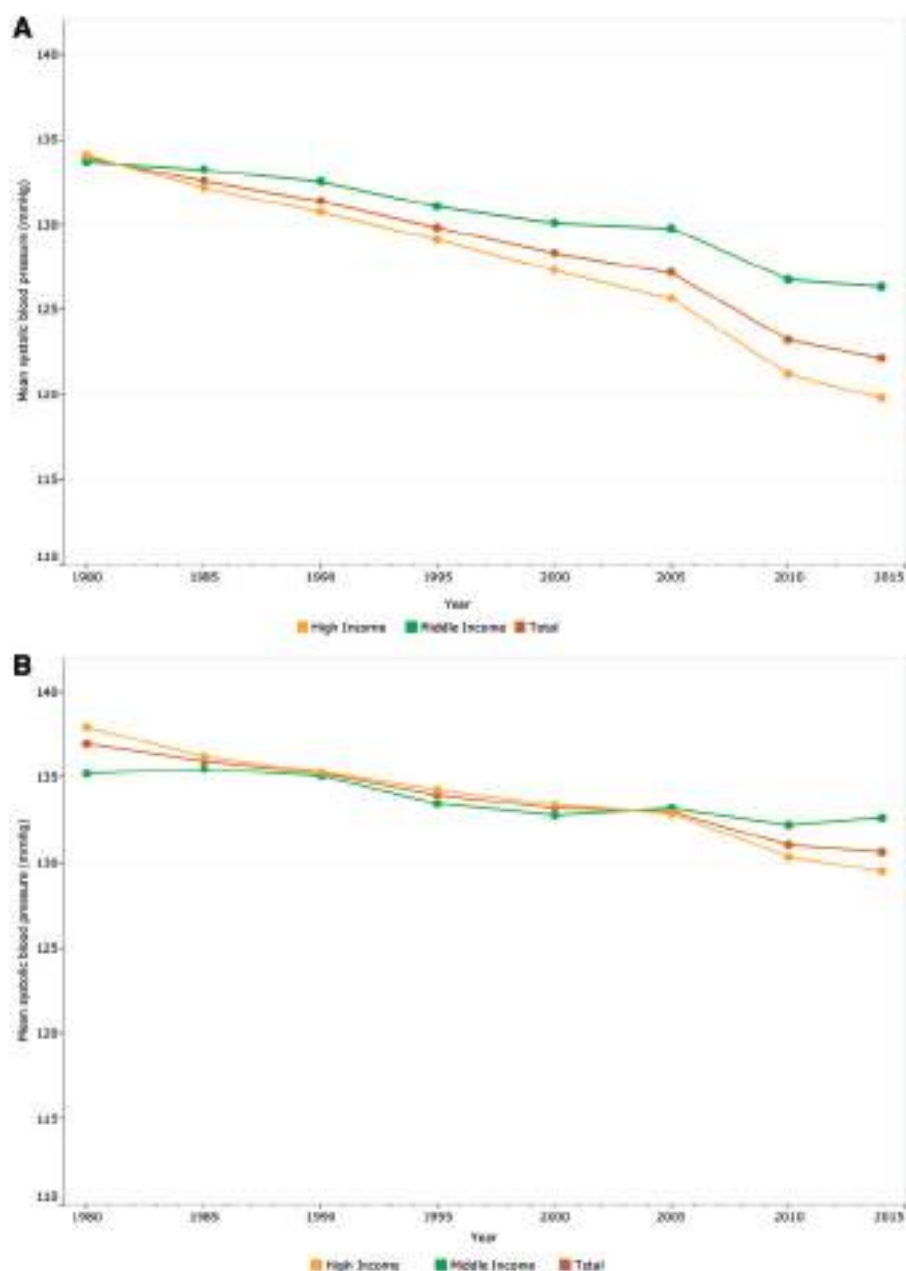 A
Mean systolic blood pressure (mmHg)
140
135
130
125
120
115
110
1980 1985 1990 1995 2000 2005 2010 2015
Year
High Income Middle Income Total
B
Mean systolic blood pressure (mmHg)
140
135
130
125
120
115
110
1980 1985 1990 1995 2000 2005 2010 2015
Year
High Income Middle Income Total